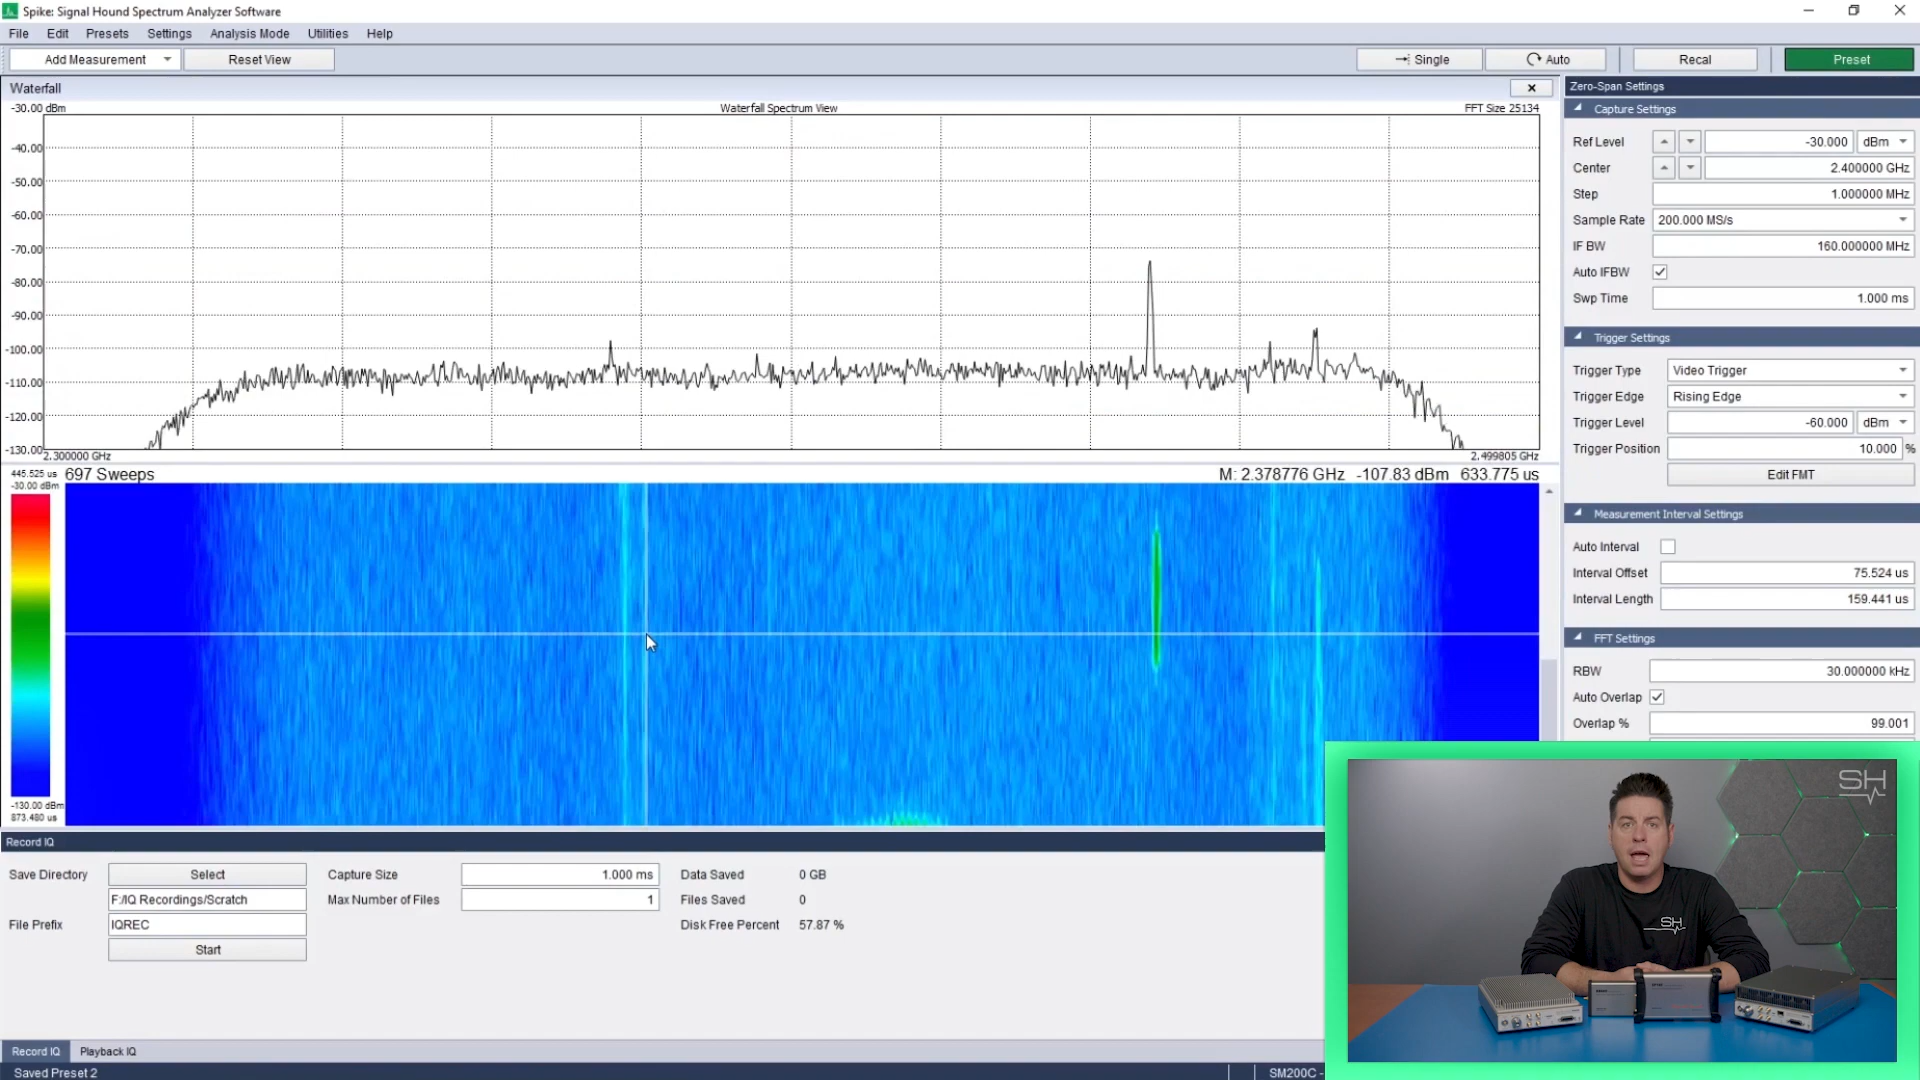 Spike: Signal Hound Spectrum Analyzer Software
File Edit Presets Settings Analysis Mode Utilities Help
Add Measurement Reset View Single Auto Recal Preset
Waterfall
-30.00 dBm Waterfall Spectrum View FFT Size 25134
-40.00
-50.00
-60.00
-70.00
-80.00
-90.00
-100.00
-110.00
-120.00
-130.00
2.300000 GHz 2.499805 GHz
445.525 us
-30.00 dBm
697 Sweeps M: 2.378776 GHz -107.83 dBm 633.775 us
-130.00 dBm
873.480 us
Zero-Span Settings
Capture Settings
Ref Level -30.000 dBm
Center 2.400000 GHz
Step 1.000000 MHz
Sample Rate 200.000 MS/s
IF BW 160.000000 MHz
Auto IFBW
Swp Time 1.000 ms
Trigger Settings
Trigger Type Video Trigger
Trigger Edge Rising Edge
Trigger Level -60.000 dBm
Trigger Position 10.000 %
Edit FMT
Measurement Interval Settings
Auto Interval
Interval Offset 75.524 us
Interval Length 159.441 us
FFT Settings
RBW 30.000000 kHz
Auto Overlap
Overlap % 99.001
Record IQ
Save Directory Select Capture Size 1.000 ms Data Saved 0 GB
F:/IQ Recordings/Scratch Max Number of Files 1 Files Saved 0
File Prefix IQREC Disk Free Percent 57.87 %
Start
Record IQ Playback IQ
Saved Preset 2 SM200C -
SH
SH